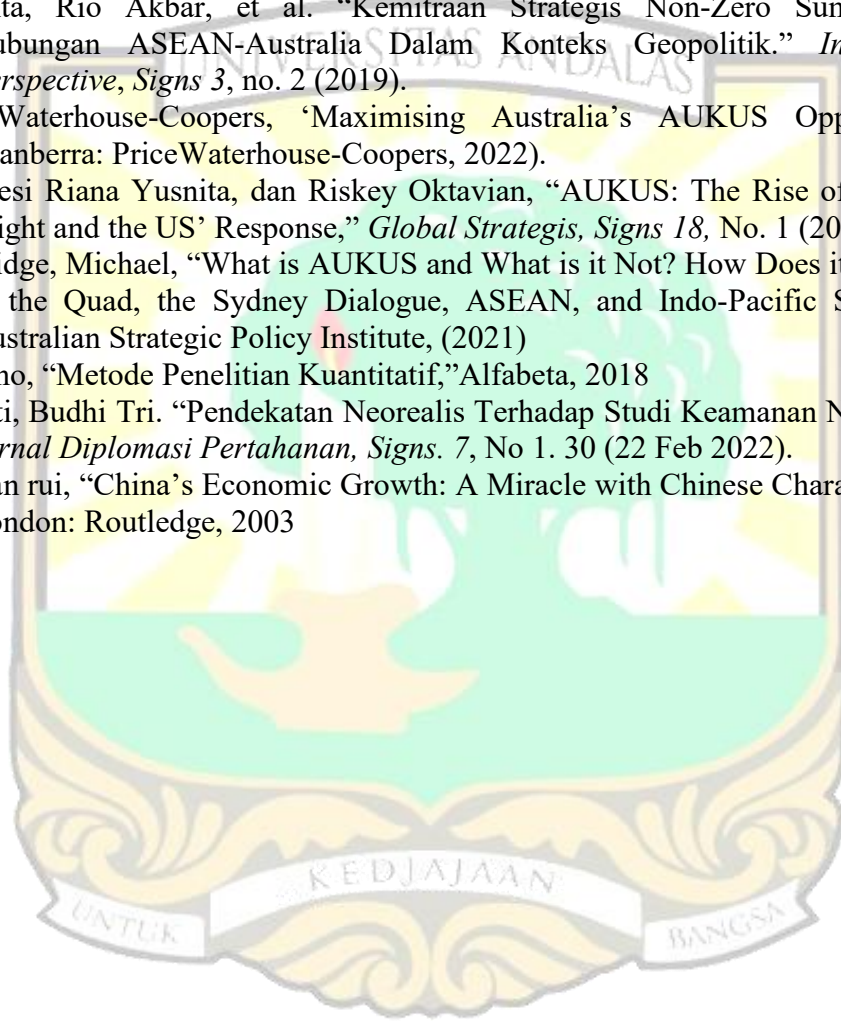 ita, Rio Akbar, et al. “Kemitraan Strategis Non-Zero Sum
ubungan ASEAN-Australia Dalam Konteks Geopolitik.” In
erspective, Signs 3, no. 2 (2019).
Waterhouse-Coopers, ‘Maximising Australia’s AUKUS Opp
anberra: PriceWaterhouse-Coopers, 2022).
esi Riana Yusnita, dan Riskey Oktavian, “AUKUS: The Rise of
ight and the US’ Response,” Global Strategis, Signs 18, No. 1 (20
idge, Michael, “What is AUKUS and What is it Not? How Does it
the Quad, the Sydney Dialogue, ASEAN, and Indo-Pacific S
ustralian Strategic Policy Institute, (2021)
no, “Metode Penelitian Kuantitatif,”Alfabeta, 2018
ti, Budhi Tri. “Pendekatan Neorealis Terhadap Studi Keamanan N
rnal Diplomasi Pertahanan, Signs. 7, No 1. 30 (22 Feb 2022).
an rui, “China’s Economic Growth: A Miracle with Chinese Chara
ondon: Routledge, 2003
UNIVERSITAS ANDALAS
KEDJAJAAN
UNTUK
BANGSA